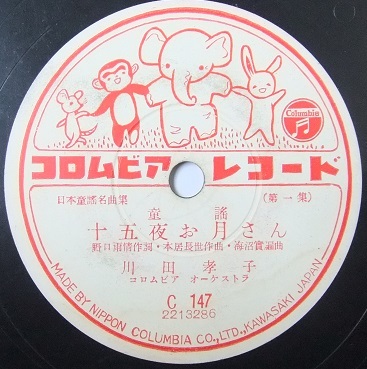 Columbia
コロムビア レコード
日本童謡名曲集
(第一集)
童謡
十五夜お月さん
野口雨情作詞・本居長世作曲・海沼實編曲
川田孝子
コロムビア オーケストラ
C 147
2213286
MADE BY NIPPON COLUMBIA CO., LTD., KAWASAKI JAPAN